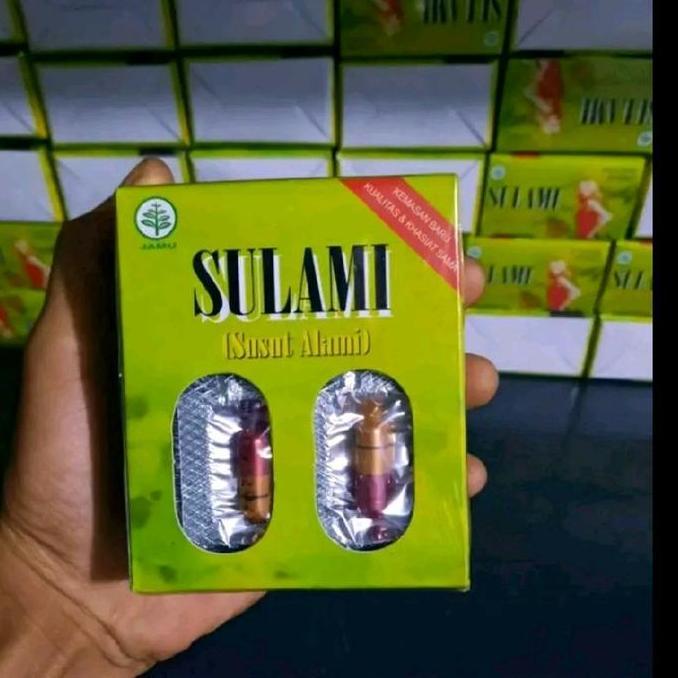 JAMU
KEMASAN BARU
KUALITAS & KHASIAT SAMA
SULAMI
(Susut Alami)
SULAMI